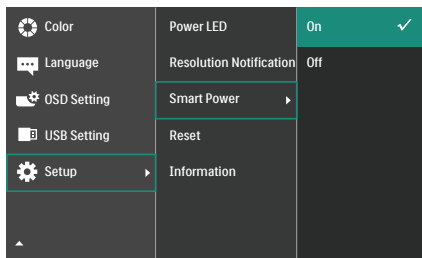 Color
Language
OSD Setting
USB Setting
Setup
Power LED
Resolution Notification
Smart Power
Reset
Information
On
Off